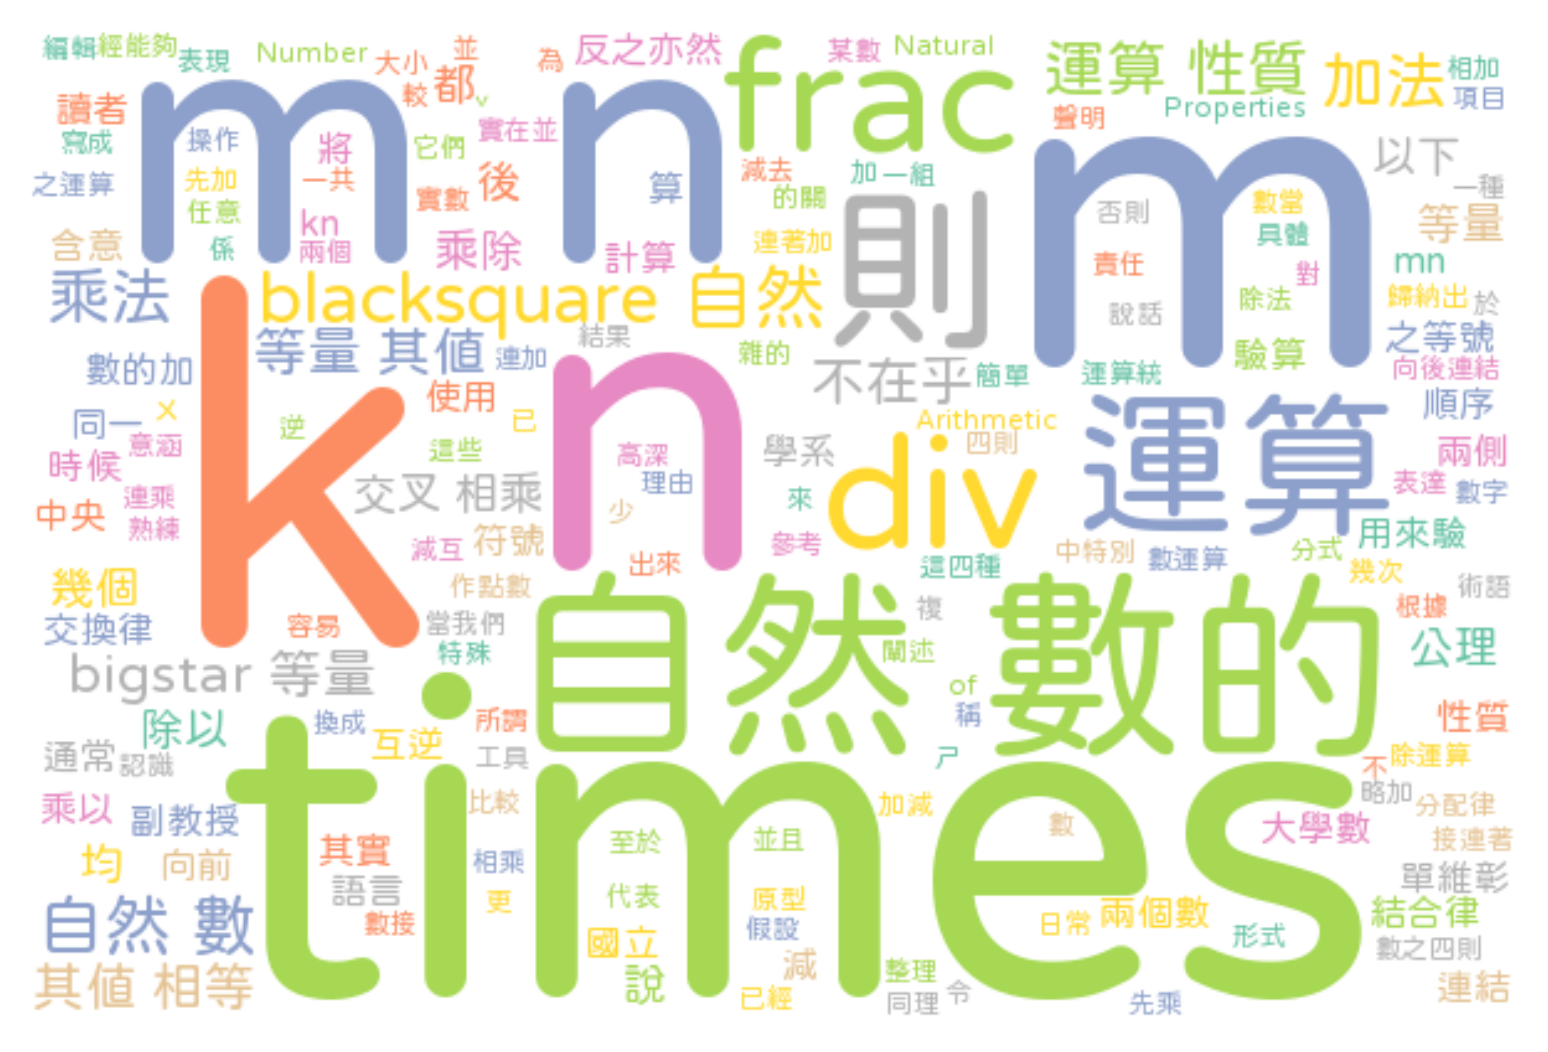 編輯 經能夠 表現 Number 大小 並 為 反之亦然 frac 某數 Natural 運算 性質 加法 相加
讀者 m 較 都 v n 聲明 Properties 項目
寫成 操作 將 它們 實在並 減去 加一組 m 以下
之運算 先加 一共 實數 後 算 的關 則 否則 數當 一種
任意 kn 連著加 具體 等量
含意 係 兩個 乘除 計算 責任 對 mn
乘法 k blacksquare 自然 說話 除法 歸納出 於
等量 其值 連加 結果 雜的 驗算 之等號
數的加 n 不在乎 簡單 運算統 向後連結
同一 乂 使用 已 Arithmetic 運算 順序
時候 意涵 逆 這些 高深 學系 div 四則 兩側
連乘 交叉 相乘 理由 來 表達 數字
中央 熟練 減互 符號 少 參考 用來驗
幾個 作點數 出來 這四種 中特別 數運算 分式 幾次 術語
交換律 容易 當我們 自然 數的 複 根據
bigstar 等量 特殊 闡述 公理
除以 換成 所謂 of 稱 性質
通常 認識 互逆 工具 ㄕ 不 除運算
乘以 副教授 times 比較 加減 數 大學數 略加 分配律
均 向前 其實 相乘 至於 並且 接連著
語言 更 代表 原型 單維彰
自然 數 數接 國立 假設 日常 兩個數 形式 結合律
數之四則
其值 相等 說 減 已經 整理 同理 令 先乘 連結